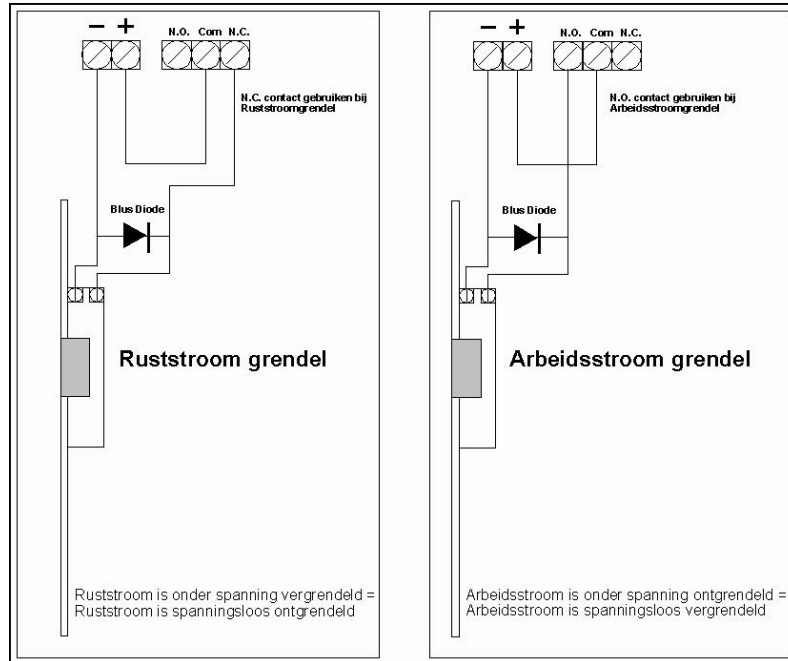 − +
N.O. Com N.C.
N.C. contact gebruiken bij
Ruststroomgrendel
Blus Diode
Ruststroom grendel
Ruststroom is onder spanning vergrendeld =
Ruststroom is spanningsloos ontgrendeld
− +
N.O. Com N.C.
N.O. contact gebruiken bij
Arbeidsstroomgrendel
Blus Diode
Arbeidsstroom grendel
Arbeidsstroom is onder spanning ontgrendeld =
Arbeidsstroom is spanningsloos vergrendeld